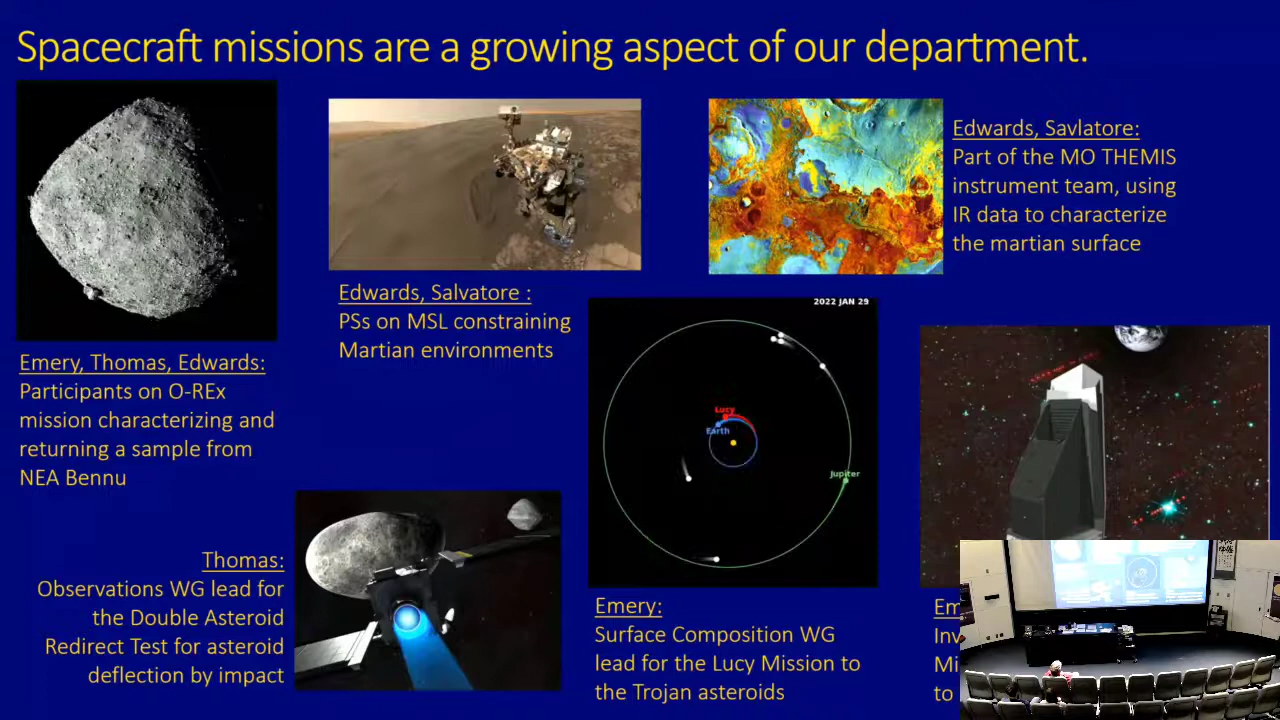 Spacecraft missions are a growing aspect of our department.
Edwards, Savlatore:
Part of the MO THEMIS
instrument team, using
IR data to characterize
the martian surface
Edwards, Salvatore :
PSs on MSL constraining
Martian environments
Emery, Thomas, Edwards:
Participants on O-REx
mission characterizing and
returning a sample from
NEA Bennu
2022 JAN 29
Lucy
Earth
Jupiter
Thomas:
Observations WG lead for
the Double Asteroid
Redirect Test for asteroid
deflection by impact
Emery:
Surface Composition WG
lead for the Lucy Mission to
the Trojan asteroids
Em
Inv
Mi
to